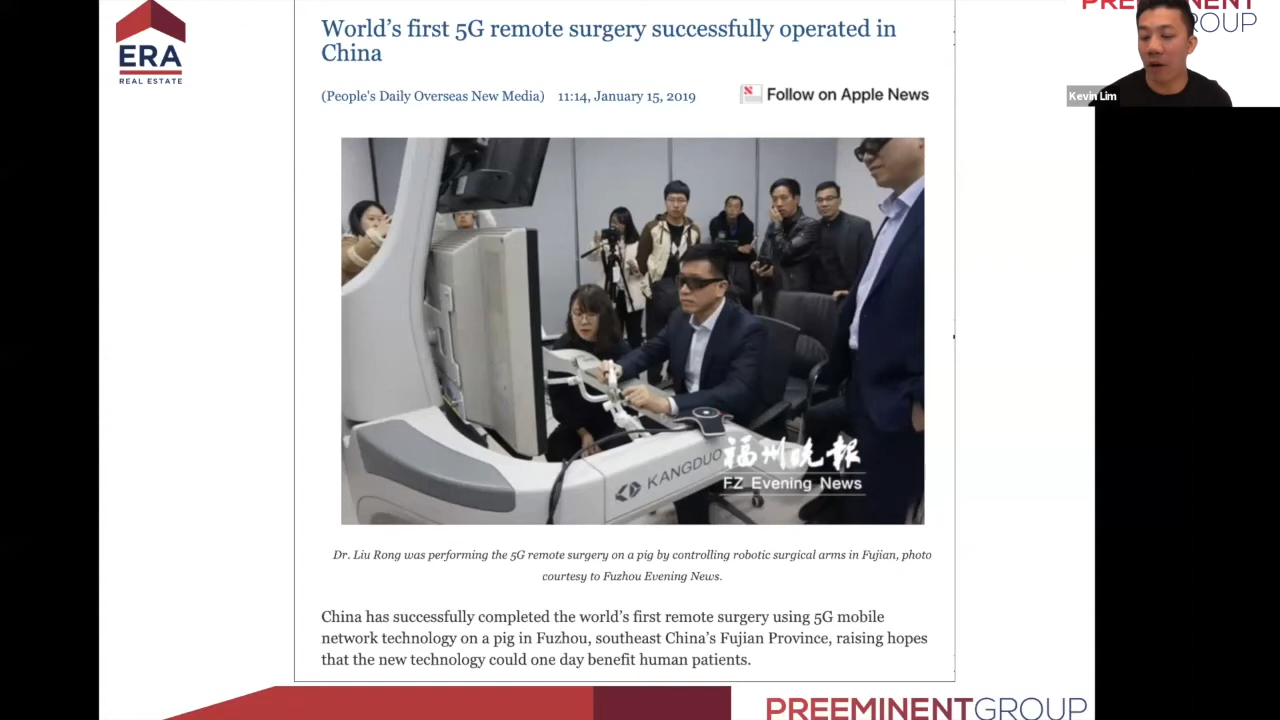 ERA
REAL ESTATE
World's first 5G remote surgery successfully operated in
China
(People's Daily Overseas New Media) 11:14, January 15, 2019
Follow on Apple News
GROUP
Kevin Lim
KANGDUO
福州晚报
FZ Evening News
Dr. Liu Rong was performing the 5G remote surgery on a pig by controlling robotic surgical arms in Fujian, photo
courtesy to Fuzhou Evening News.
China has successfully completed the world's first remote surgery using 5G mobile
network technology on a pig in Fuzhou, southeast China's Fujian Province, raising hopes
that the new technology could one day benefit human patients.
PREEMINENTGROUP